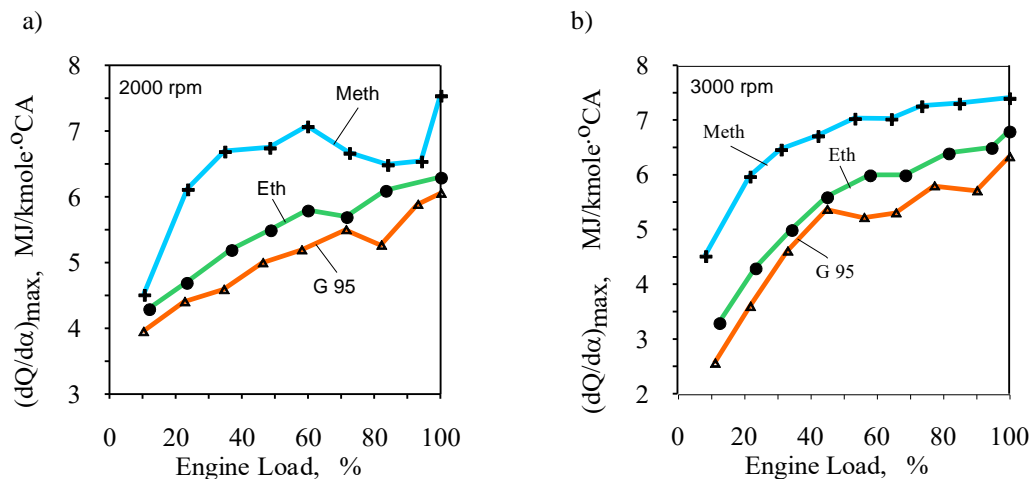 a)
(dQ/dα)max, MJ/kmole·ºCA
8
7
6
5
4
3
2000 rpm
Meth
Eth
G 95
0 20 40 60 80 100
Engine Load, %
b)
(dQ/dα)max, MJ/kmole·ºCA
8
7
6
5
4
3
2
3000 rpm
Meth
Eth
G 95
0 20 40 60 80 100
Engine Load, %